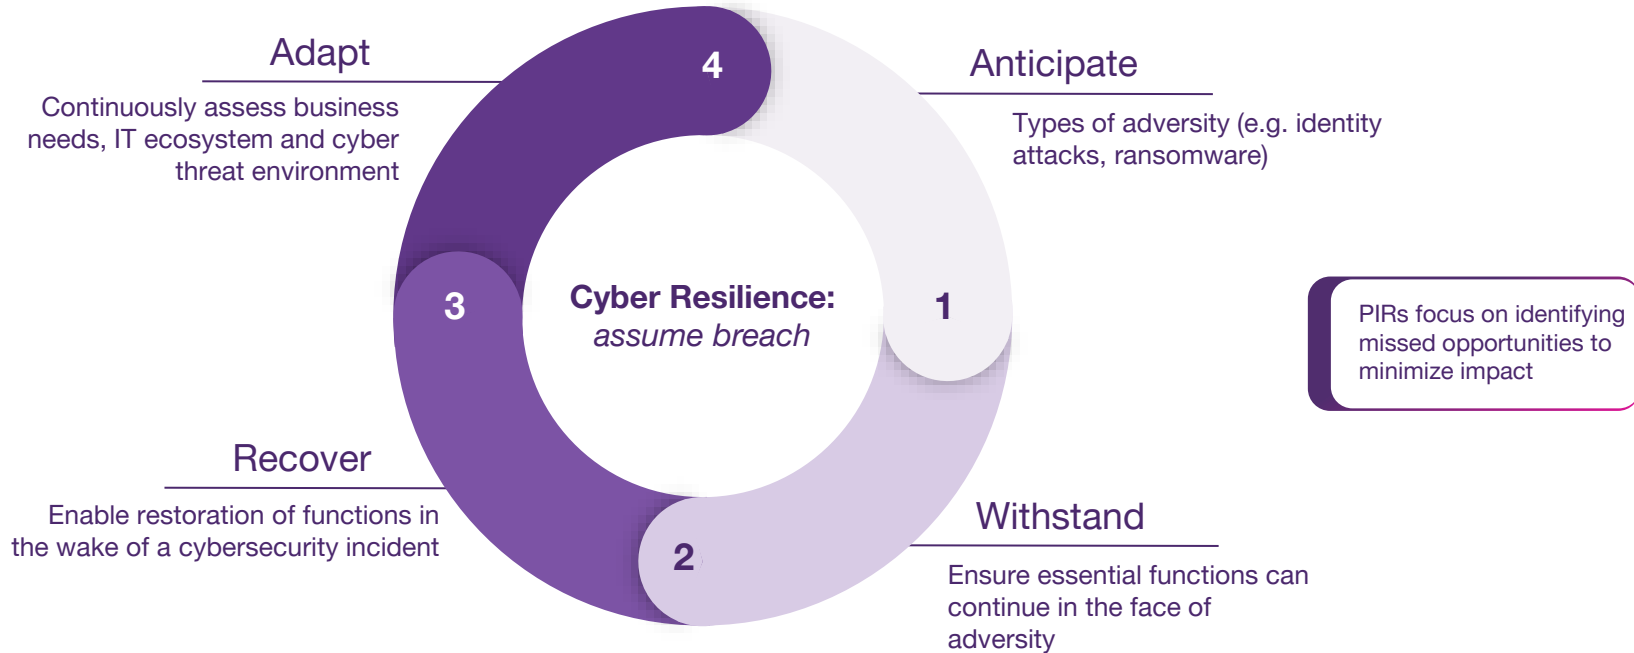 Adapt
Continuously assess business
needs, IT ecosystem and cyber
threat environment
4
Anticipate
Types of adversity (e.g. identity
attacks, ransomware)
3
Cyber Resilience:
assume breach
1
PIRs focus on identifying
missed opportunities to
minimize impact
Recover
Enable restoration of functions in
the wake of a cybersecurity incident
2
Withstand
Ensure essential functions can
continue in the face of
adversity